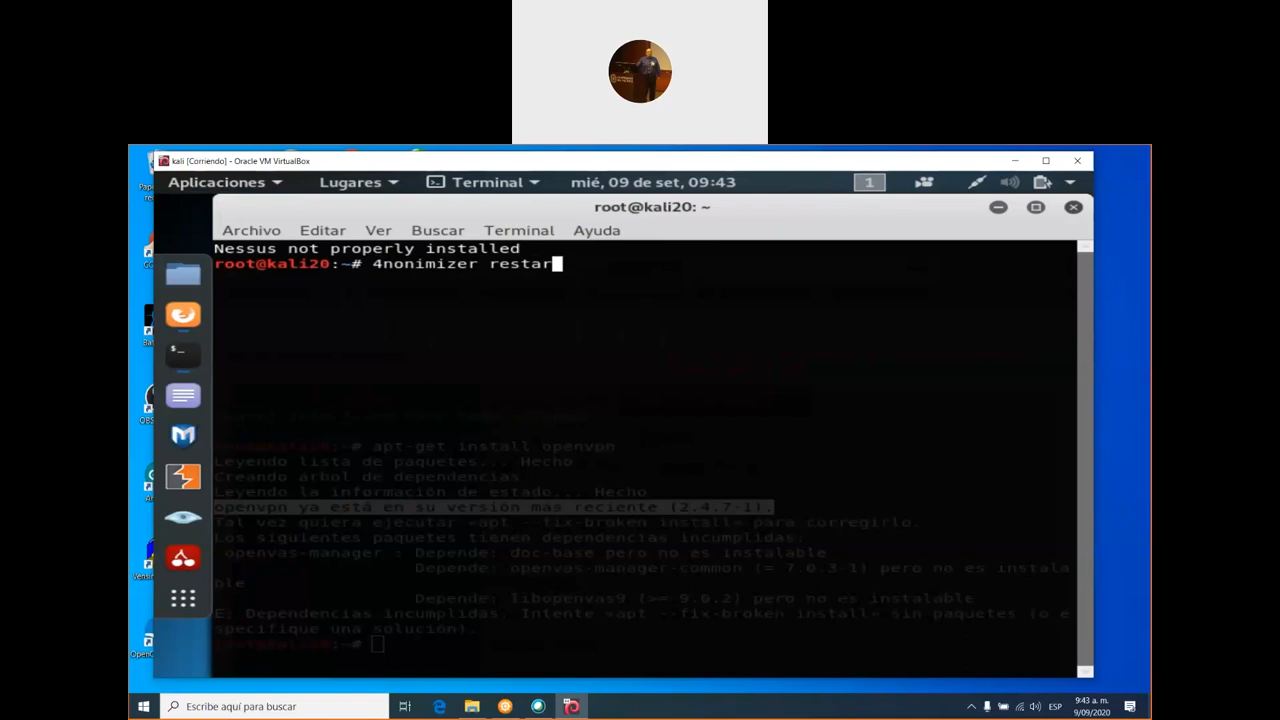 kali [Corriendo] - Oracle VM VirtualBox
Aplicaciones Lugares Terminal mié, 09 de set, 09:43 1
root@kali20: ~
Archivo Editar Ver Buscar Terminal Ayuda
Nessus not properly installed
root@kali20:~# 4nonimizer restar
:~# apt-get install openvpn
Leyendo lista de paquetes... Hecho
Creando árbol de dependencias
Leyendo la información de estado... Hecho
openvpn ya está en su versión más reciente (2.4.7-1).
Tal vez quiera ejecutar «apt --fix-broken install» para corregirlo.
Los siguientes paquetes tienen dependencias incumplidas:
openvas-manager : Depende: doc-base pero no es instalable
Depende: openvas-manager-common (= 7.0.3-1) pero no es instala
ble
Depende: libopenvas9 (>= 9.0.2) pero no es instalable
E: Dependencias incumplidas. Intente «apt --fix-broken install» sin paquetes (o e
specifique una solución).
:~#
Escribe aquí para buscar
ESP
9:43 a. m.
9/09/2020